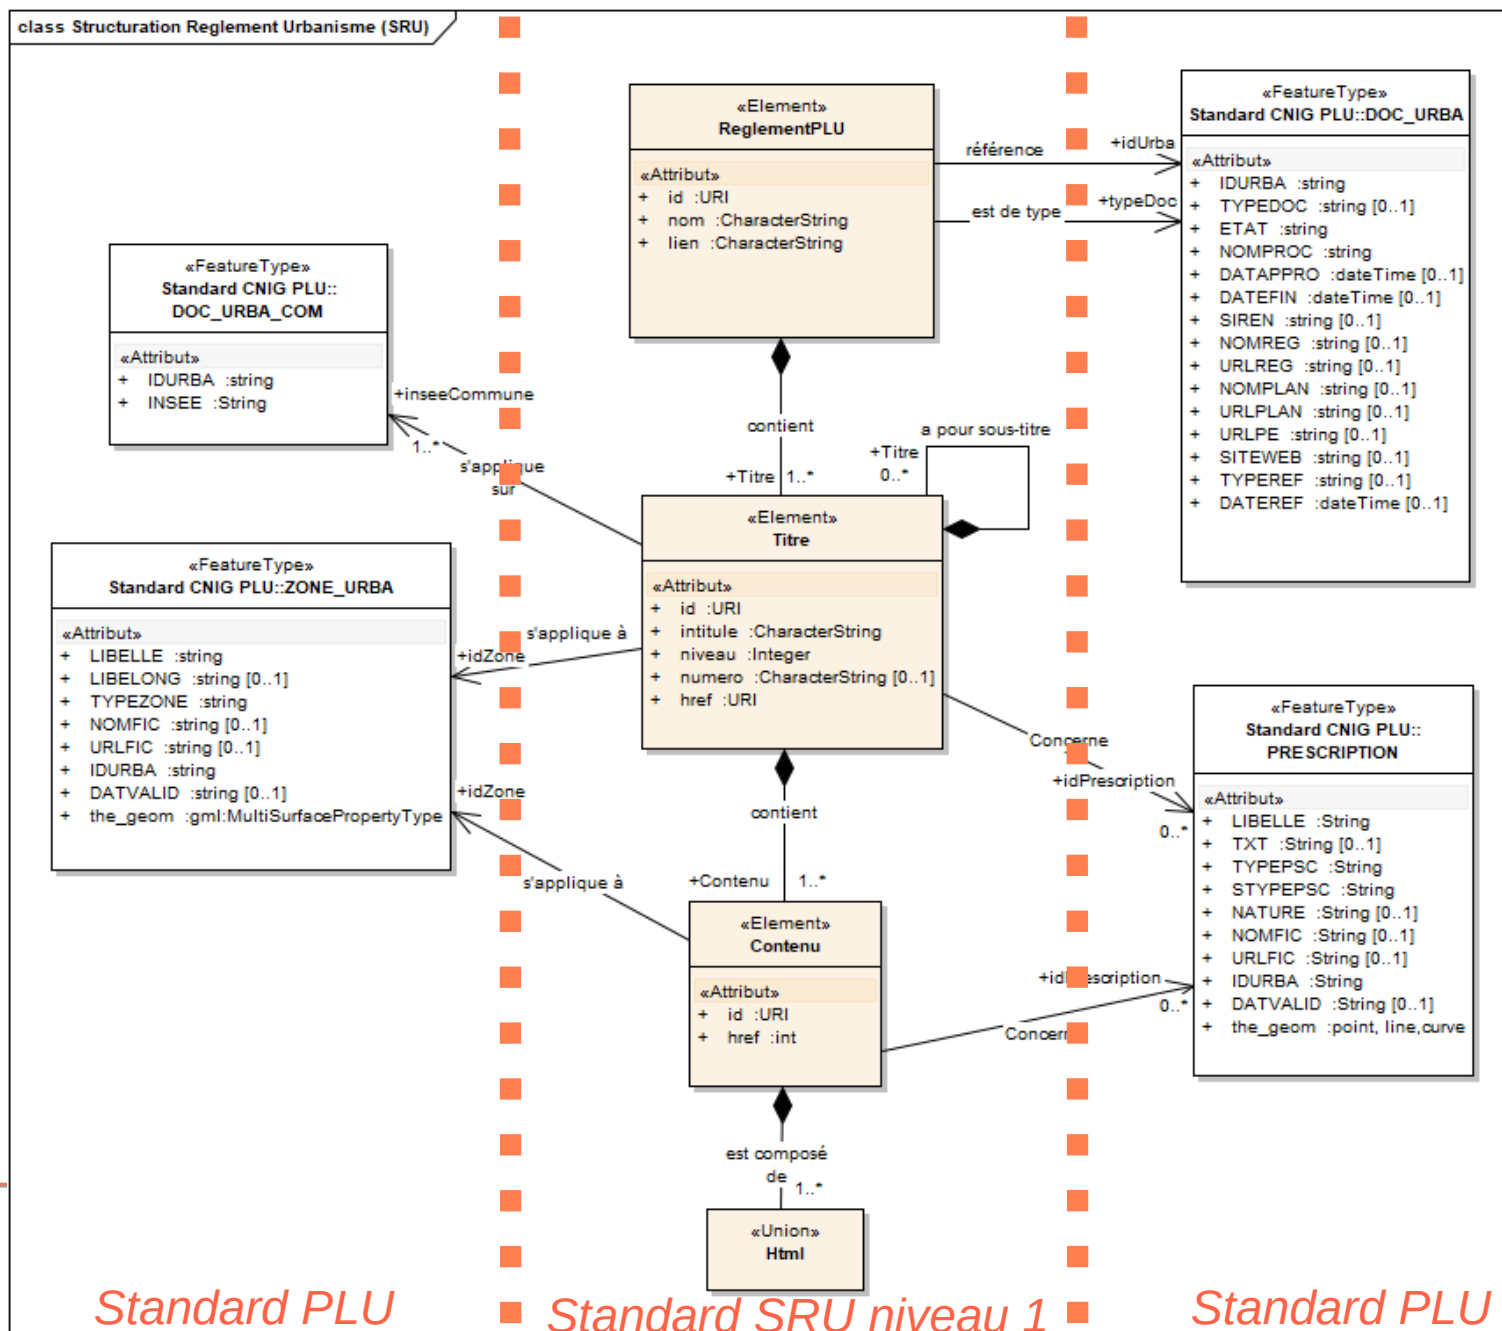 class Structuration Reglement Urbanisme (SRU)
«Element»
ReglementPLU
«Attribut»
+ id :URI
+ nom :CharacterString
+ lien :CharacterString
référence
+idUrba
est de type
+typeDoc
«FeatureType»
Standard CNIG PLU::DOC_URBA
«Attribut»
+ IDURBA :string
+ TYPEDOC :string [0..1]
+ ETAT :string
+ NOMPROC :string
+ DATAPPRO :dateTime [0..1]
+ DATEFIN :dateTime [0..1]
+ SIREN :string [0..1]
+ NOMREG :string [0..1]
+ URLREG :string [0..1]
+ NOMPLAN :string [0..1]
+ URLPLAN :string [0..1]
+ URLPE :string [0..1]
+ SITEWEB :string [0..1]
+ TYPEREF :string [0..1]
+ DATEREF :dateTime [0..1]
«FeatureType»
Standard CNIG PLU::
DOC_URBA_COM
«Attribut»
+ IDURBA :string
+ INSEE :String
+inseeCommune
1..*
s'applique
sur
contient
+Titre 1..*
a pour sous-titre
+Titre
0..*
«Element»
Titre
«Attribut»
+ id :URI
+ intitule :CharacterString
+ niveau :Integer
+ numero :CharacterString [0..1]
+ href :URI
«FeatureType»
Standard CNIG PLU::ZONE_URBA
«Attribut»
+ LIBELLE :string
+ LIBELONG :string [0..1]
+ TYPEZONE :string
+ NOMFIC :string [0..1]
+ URLFIC :string [0..1]
+ IDURBA :string
+ DATVALID :string [0..1]
+ the_geom :gml:MultiSurfacePropertyType
s'applique à
+idZone
+idZone
s'applique à
Concerne
+idPrescription
0..*
«FeatureType»
Standard CNIG PLU::
PRESCRIPTION
«Attribut»
+ LIBELLE :String
+ TXT :String [0..1]
+ TYPEPSC :String
+ STYPEPSC :String
+ NATURE :String [0..1]
+ NOMFIC :String [0..1]
+ URLFIC :String [0..1]
+ IDURBA :String
+ DATVALID :String [0..1]
+ the_geom :point, line,curve
contient
+Contenu 1..*
«Element»
Contenu
«Attribut»
+ id :URI
+ href :int
+idPrescription
0..*
Concerne
est composé
de
1..*
«Union»
Html
Standard PLU
Standard SRU niveau 1
Standard PLU